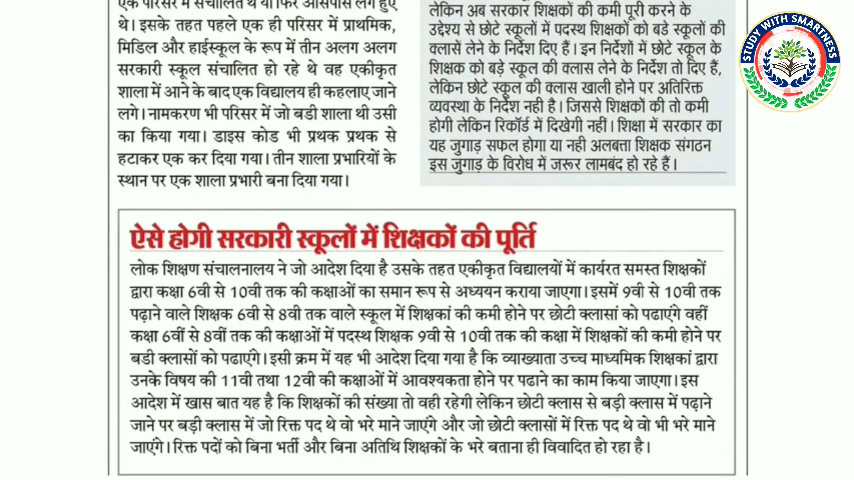 एक परिसर में संचालित थे या फिर आसपास लगे हुए
थे। इसके तहत पहले एक ही परिसर में प्राथमिक,
मिडिल और हाईस्कूल के रूप में तीन अलग अलग
सरकारी स्कूल संचालित हो रहे थे वह एकीकृत
शाला में आने के बाद एक विद्यालय ही कहलाए जाने
लगे। नामकरण भी परिसर में जो बडी शाला थी उसी
का किया गया। डाइस कोड भी प्रथक प्रथक से
हटाकर एक कर दिया गया। तीन शाला प्रभारियों के
स्थान पर एक शाला प्रभारी बना दिया गया।
लेकिन अब सरकार शिक्षकों की कमी पूरी करने के
उद्देश्य से छोटे स्कूलों में पदस्थ शिक्षकों को बडे स्कूलों की
क्लासें लेने के निर्देश दिए हैं। इन निर्देशों में छोटे स्कूल के
शिक्षक को बड़े स्कूल की क्लास लेने के निर्देश तो दिए हैं,
लेकिन छोटे स्कूल की क्लास खाली होने पर अतिरिक्त
व्यवस्था के निर्देश नही है। जिससे शिक्षकों की तो कमी
होगी लेकिन रिकॉर्ड में दिखेगी नहीं। शिक्षा में सरकार का
यह जुगाड़ सफल होगा या नही अलबत्ता शिक्षक संगठन
इस जुगाड़ के विरोध में जरूर लामबंद हो रहे हैं।
STUDY WITH SMARTNESS
ऐसे होगी सरकारी स्कूलों में शिक्षकों की पूर्ति
लोक शिक्षण संचालनालय ने जो आदेश दिया है उसके तहत एकीकृत विद्यालयों में कार्यरत समस्त शिक्षकों
द्वारा कक्षा 6वी से 10वी तक की कक्षाओं का समान रूप से अध्ययन कराया जाएगा। इसमें 9वी से 10वी तक
पढ़ाने वाले शिक्षक 6वी से 8वी तक वाले स्कूल में शिक्षकां की कमी होने पर छोटी क्लासां को पढाएंगे वहीं
कक्षा 6वीं से 8वीं तक की कक्षाओं में पदस्थ शिक्षक 9वी से 10वी तक की कक्षा में शिक्षकों की कमी होने पर
बडी क्लासों को पढाएंगे। इसी क्रम में यह भी आदेश दिया गया है कि व्याख्याता उच्च माध्यमिक शिक्षकां द्वारा
उनके विषय की 11वी तथा 12वी की कक्षाओं में आवश्यकता होने पर पढाने का काम किया जाएगा। इस
आदेश में खास बात यह है कि शिक्षकों की संख्या तो वही रहेगी लेकिन छोटी क्लास से बड़ी क्लास में पढ़ाने
जाने पर बड़ी क्लास में जो रिक्त पद थे वो भरे माने जाएंगे और जो छोटी क्लासों में रिक्त पद थे वो भी भरे माने
जाएंगे। रिक्त पदों को बिना भर्ती और बिना अतिथि शिक्षकों के भरे बताना ही विवादित हो रहा है।